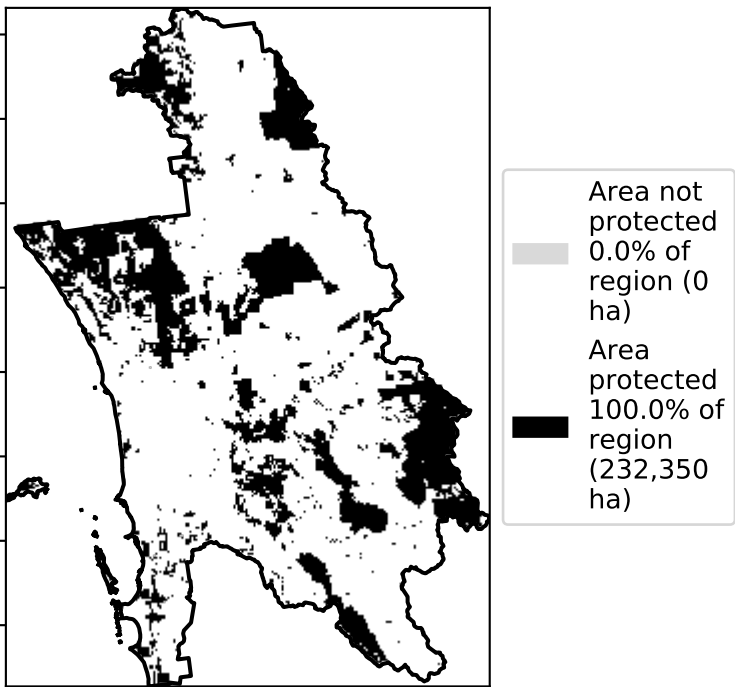 Area not
protected
0.0% of
region (0
ha)
Area
protected
100.0% of
region
(232,350
ha)